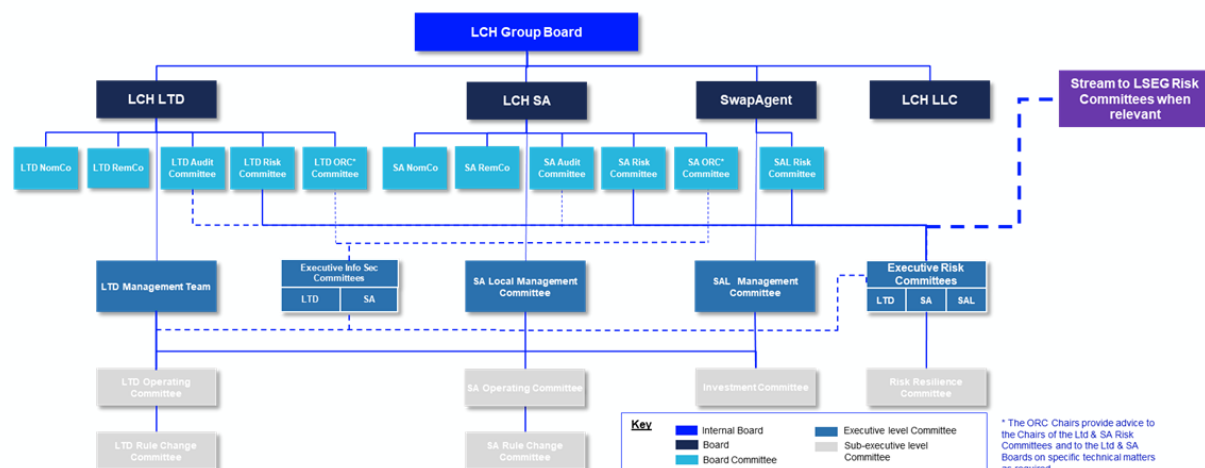 LCH Group Board
LCH LTD
LCH SA
SwapAgent
LCH LLC
Stream to LSEG Risk
Committees when
relevant
LTD NomCo
LTD RemCo
LTD Audit
Committee
LTD Risk
Committee
LTD ORC*
Committee
SA NomCo
SA RemCo
SA Audit
Committee
SA Risk
Committee
SA ORC*
Committee
SAL Risk
Committee
LTD Management Team
Executive Info Sec
Committees
LTD
SA
SA Local Management
Committee
SAL Management
Committee
Executive Risk
Committees
LTD
SA
SAL
LTD Operating
Committee
SA Operating Committee
Investment Committee
Risk Resilience
Committee
LTD Rule Change
Committee
SA Rule Change Committee
Key
Internal Board
Board
Board Committee
Executive level Committee
Sub-executive level
Committee
* The ORC Chairs provide advice to
the Chairs of the Ltd & SA Risk
Committees and to the Ltd & SA
Boards on specific technical matters
as required